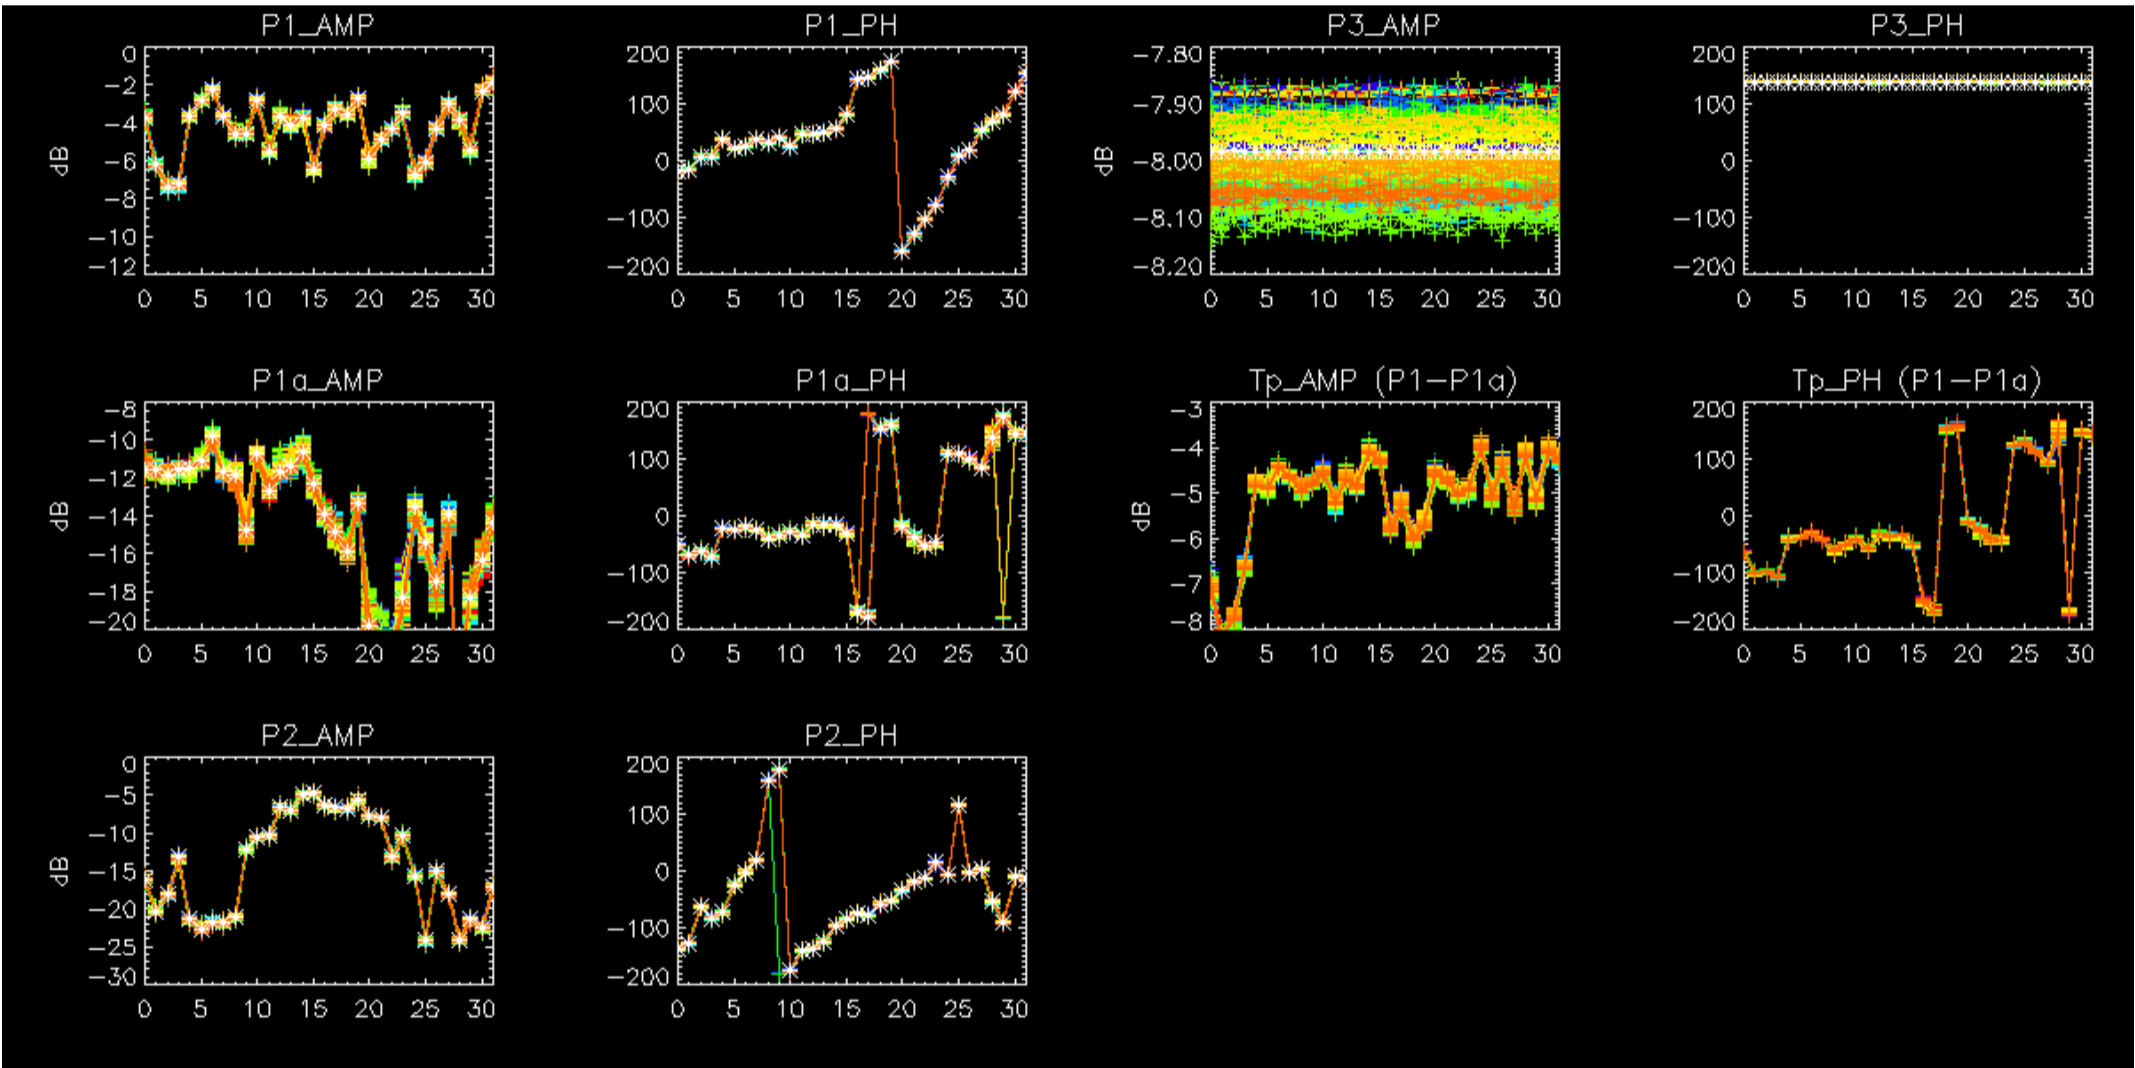 P1_AMP P1_PH P3_AMP P3_PH
0 200 −7.80 200
−2
−4 100 −7.90 100
dB −6 0 dB −8.00 0
−8 −100 −8.10 −100
−10
−12 −200 −8.20 −200
0 5 10 15 20 25 30 0 5 10 15 20 25 30 0 5 10 15 20 25 30 0 5 10 15 20 25 30
P1a_AMP P1a_PH Tp_AMP (P1−P1a) Tp_PH (P1−P1a)
−8 200 −3 200
−10 100 −4 100
−12
dB −14 0 dB −5 0
−16 −100 −6 −100
−18 −7
−20 −200 −8 −200
0 5 10 15 20 25 30 0 5 10 15 20 25 30 0 5 10 15 20 25 30 0 5 10 15 20 25 30
P2_AMP P2_PH
0 200
−5 100
−10
dB −15 0
−20 −100
−25
−30 −200
0 5 10 15 20 25 30 0 5 10 15 20 25 30